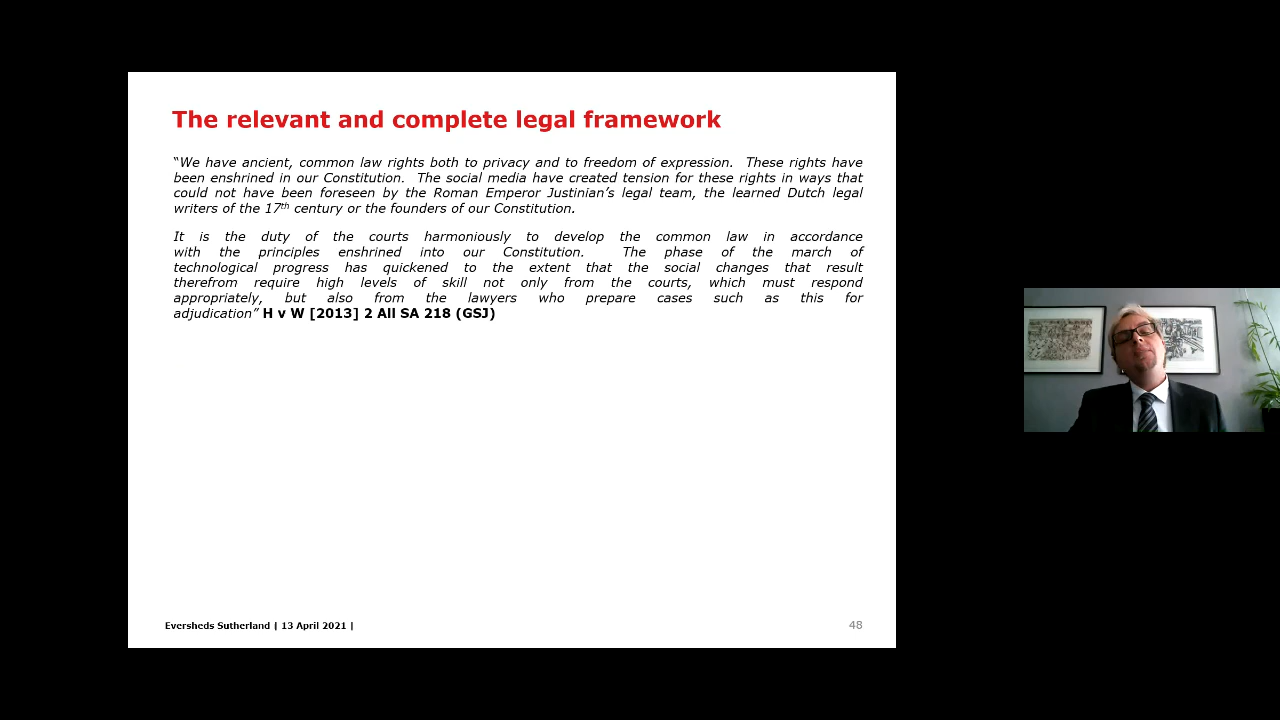 The relevant and complete legal framework
“We have ancient, common law rights both to privacy and to freedom of expression. These rights have
been enshrined in our Constitution. The social media have created tension for these rights in ways that
could not have been foreseen by the Roman Emperor Justinian’s legal team, the learned Dutch legal
writers of the 17th century or the founders of our Constitution.
It is the duty of the courts harmoniously to develop the common law in accordance
with the principles enshrined into our Constitution. The phase of the march of
technological progress has quickened to the extent that the social changes that result
therefrom require high levels of skill not only from the courts, which must respond
appropriately, but also from the lawyers who prepare cases such as this for
adjudication” H v W [2013] 2 All SA 218 (GSJ)
Eversheds Sutherland | 13 April 2021 |
48